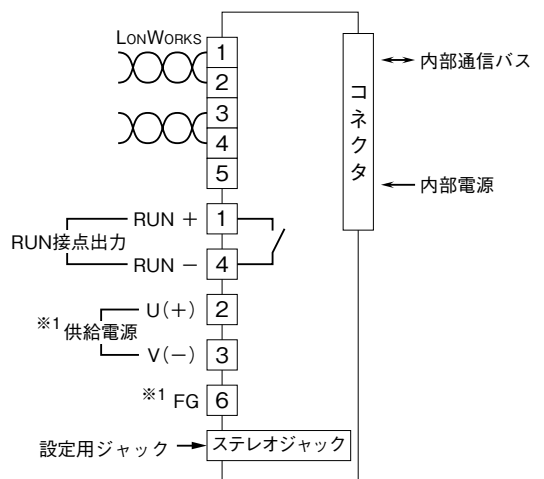 LONWORKS
1
2
3
4
5
コネクタ
内部通信バス
内部電源
RUN +
1
RUN接点出力
RUN −
4
U(+)
2
※1 供給電源
V(−)
3
※1 FG
6
設定用ジャック
ステレオジャック